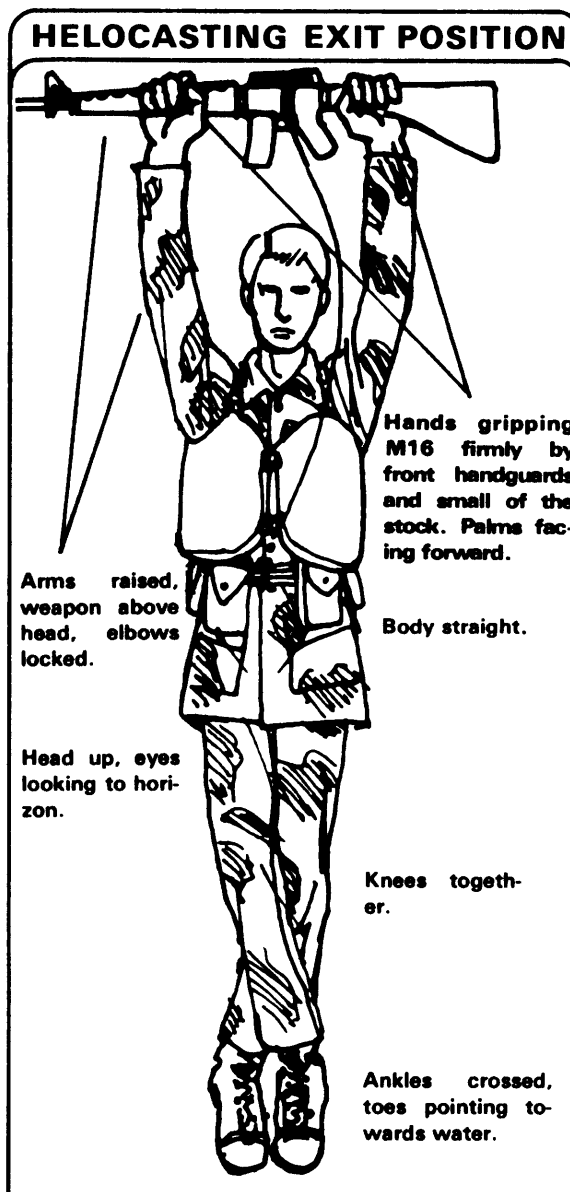 HELOCASTING EXIT POSITION
Hands gripping
M16 firmly by
front handguards
and small of the
stock. Palms fac-
ing forward.
Arms raised,
weapon above
head, elbows
locked.
Body straight.
Head up, eyes
looking to hori-
zon.
Knees togeth-
er.
Ankles crossed,
toes pointing to-
wards water.